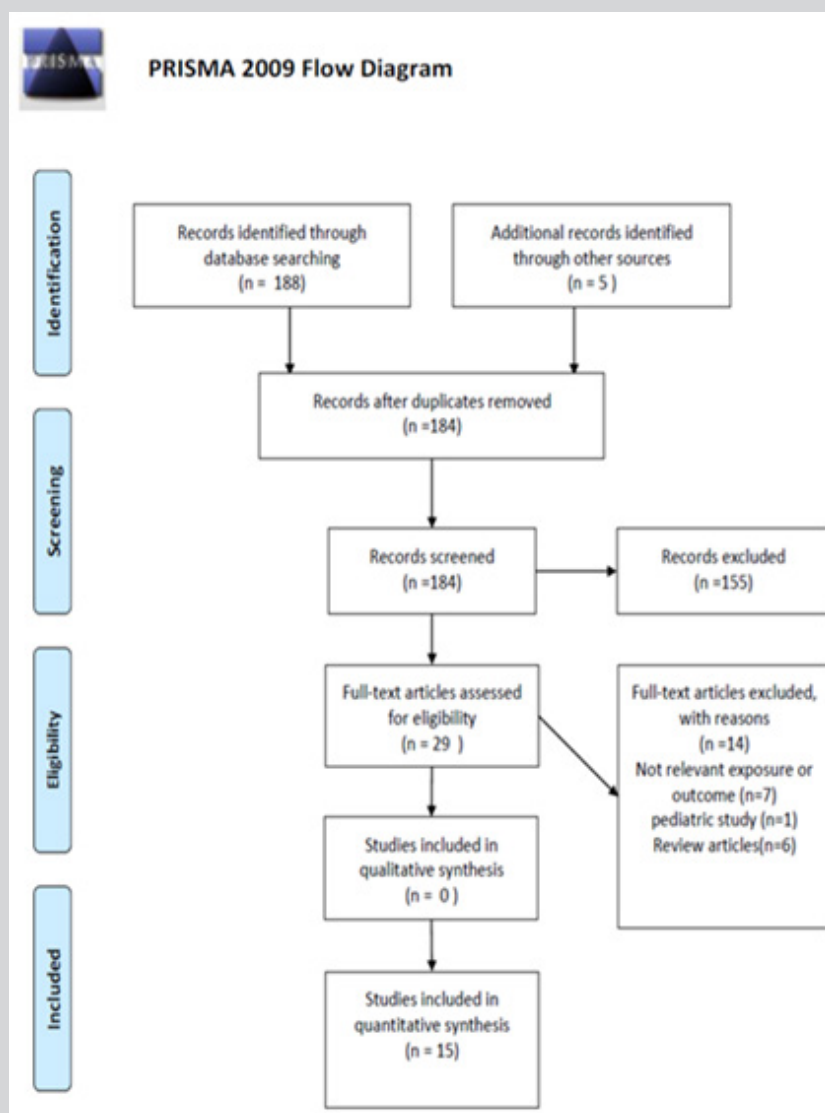 PRISMA
PRISMA 2009 Flow Diagram
Identification
Records identified through
database searching
(n = 188)
Additional records identified
through other sources
(n = 5 )
Records after duplicates removed
(n =184)
Screening
Records screened
(n =184)
Records excluded
(n =155)
Eligibility
Full-text articles assessed
for eligibility
(n = 29 )
Full-text articles excluded,
with reasons
(n =14)
Not relevant exposure or
outcome (n=7)
pediatric study (n=1)
Review articles(n=6)
Studies included in
qualitative synthesis
(n = 0 )
Included
Studies included in
quantitative synthesis
(n = 15)